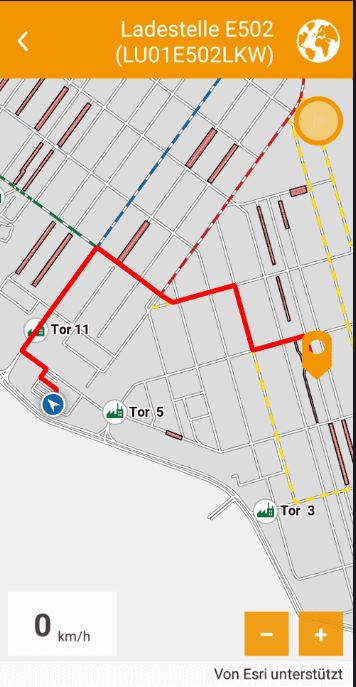 Ladestelle E502
(LU01E502LKW)
Tor 11
Tor 5
Tor 3
0 km/h
− +
Von Esri unterstützt